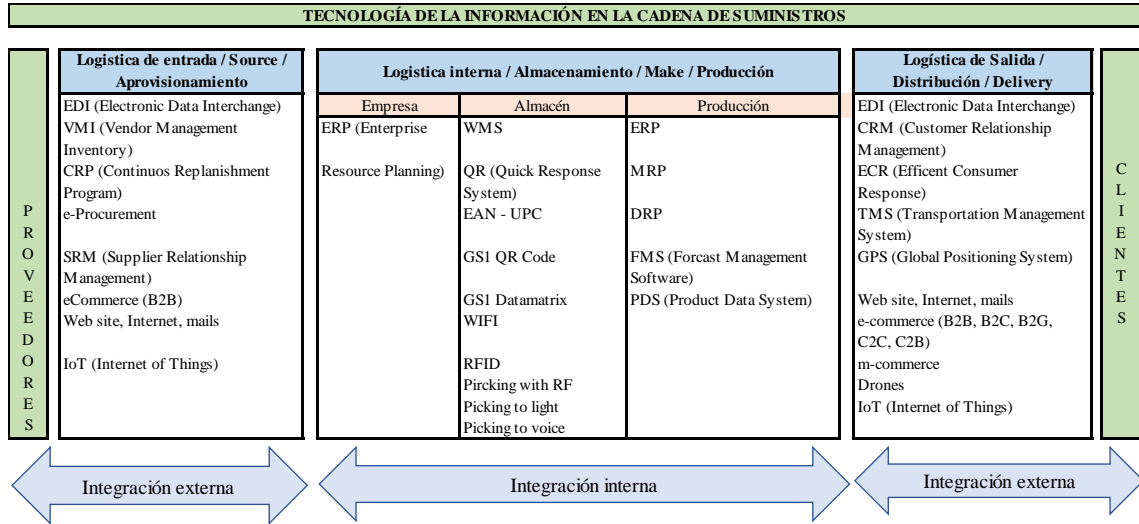 TECNOLOGÍA DE LA INFORMACIÓN EN LA CADENA DE SUMINISTROS
PROVEEDORES
Logistica de entrada / Source /
Aprovisionamiento
EDI (Electronic Data Interchange)
VMI (Vendor Management
Inventory)
CRP (Continuos Replanishment
Program)
e-Procurement
SRM (Supplier Relationship
Management)
eCommerce (B2B)
Web site, Internet, mails
IoT (Internet of Things)
Logistica interna / Almacenamiento / Make / Producción
Empresa
ERP (Enterprise
Resource Planning)
Almacén
WMS
QR (Quick Response
System)
EAN - UPC
GS1 QR Code
GS1 Datamatrix
WIFI
RFID
Pircking with RF
Picking to light
Picking to voice
Producción
ERP
MRP
DRP
FMS (Forcast Management
Software)
PDS (Product Data System)
Logística de Salida /
Distribución / Delivery
EDI (Electronic Data Interchange)
CRM (Customer Relationship
Management)
ECR (Efficent Consumer
Response)
TMS (Transportation Management
System)
GPS (Global Positioning System)
Web site, Internet, mails
e-commerce (B2B, B2C, B2G,
C2C, C2B)
m-commerce
Drones
IoT (Internet of Things)
CLIENTES
Integración externa
Integración interna
Integración externa